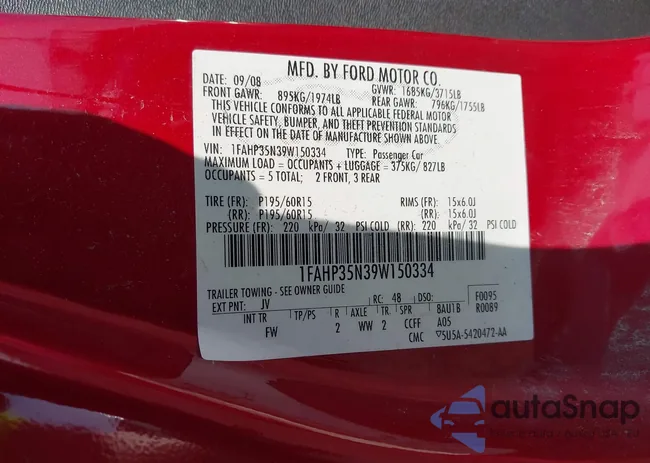 MFD. BY FORD MOTOR CO.
DATE: 09/08 GVWR: 1685KG/3715LB
FRONT GAWR: 895KG/1974LB REAR GAWR: 796KG/1755LB
THIS VEHICLE CONFORMS TO ALL APPLICABLE FEDERAL MOTOR
VEHICLE SAFETY, BUMPER, AND THEFT PREVENTION STANDARDS
IN EFFECT ON THE DATE OF MANUFACTURE SHOWN ABOVE.
VIN: 1FAHP35N39W150334 TYPE: Passenger Car
MAXIMUM LOAD = OCCUPANTS + LUGGAGE = 375KG/ 827LB
OCCUPANTS = 5 TOTAL: 2 FRONT, 3 REAR
TIRE (FR): P195/60R15 RIMS (FR): 15x6.0J
(RR): P195/60R15 (RR): 15x6.0J
PRESSURE (FR): 220 kPa/ 32 PSI COLD (RR): 220 kPa/ 32 PSI COLD
1FAHP35N39W150334
TRAILER TOWING - SEE OWNER GUIDE
EXT PNT: JV RC: 48 DSO: F0095
INT TR TP/PS R AXLE TR SPR 8AU1B R0089
FW 2 WW 2 CCFF A05
CMC ▽5U5A-5420472-AA
autoSnap